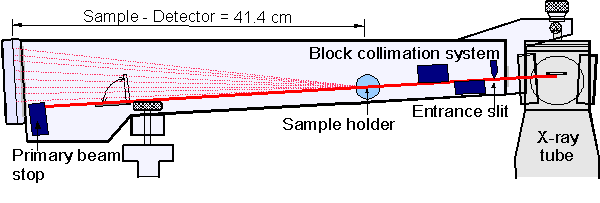 Sample - Detector = 41.4 cm
Block collimation system
Sample holder
Entrance slit
Primary beam
stop
X-ray
tube